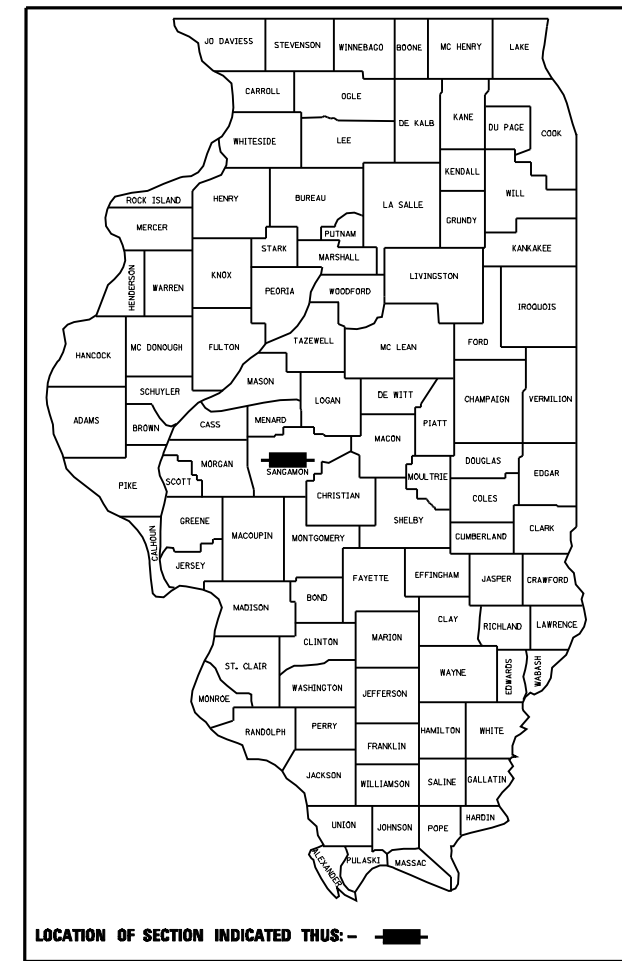 JO DAVIESS
STEVENSON
WINNEBAGO
BOONE
MC HENRY
LAKE
CARROLL
OGLE
DE KALB
KANE
DU PAGE
COOK
WHITESIDE
LEE
KENDALL
WILL
ROCK ISLAND
HENRY
BUREAU
LA SALLE
GRUNDY
MERCER
PUTNAM
STARK
MARSHALL
KANKAKEE
HENDERSON
WARREN
KNOX
PEORIA
WOODFORD
LIVINGSTON
IROQUOIS
HANCOCK
MC DONOUGH
FULTON
TAZEWELL
MC LEAN
FORD
MASON
SCHUYLER
LOGAN
DE WITT
CHAMPAIGN
VERMILION
ADAMS
BROWN
CASS
MENARD
MACON
PIATT
PIKE
SCOTT
MORGAN
SANGAMON
CHRISTIAN
MOULTRIE
DOUGLAS
EDGAR
COLES
CALHOUN
GREENE
MACOUPIN
MONTGOMERY
SHELBY
CUMBERLAND
CLARK
JERSEY
FAYETTE
EFFINGHAM
JASPER
CRAWFORD
MADISON
BOND
CLAY
RICHLAND
LAWRENCE
CLINTON
MARION
ST. CLAIR
WAYNE
EDWARDS
WABASH
WASHINGTON
JEFFERSON
MONROE
RANDOLPH
PERRY
HAMILTON
WHITE
FRANKLIN
JACKSON
WILLIAMSON
SALINE
GALLATIN
UNION
JOHNSON
POPE
HARDIN
ALEXANDER
PULASKI
MASSAC
LOCATION OF SECTION INDICATED THUS: -